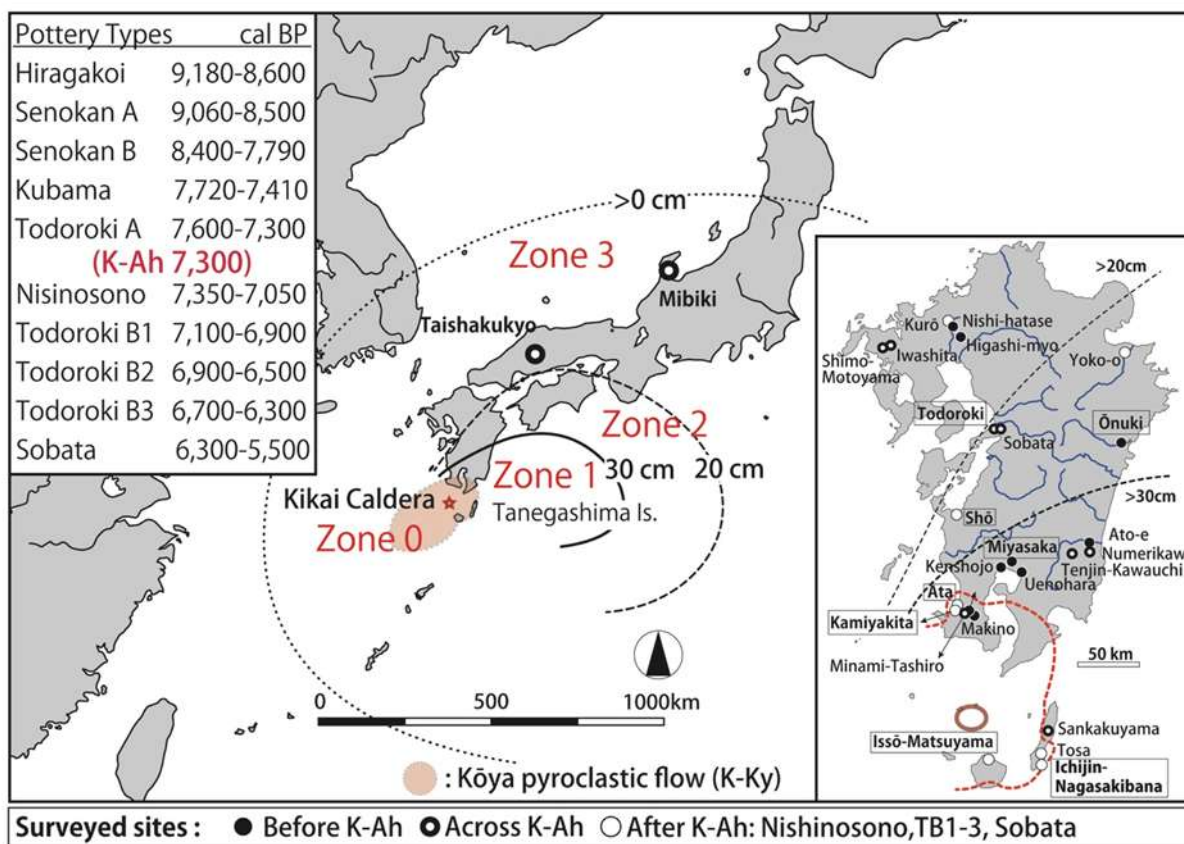 Pottery Types cal BP
Hiragakoi 9,180-8,600
Senokan A 9,060-8,500
Senokan B 8,400-7,790
Kubama 7,720-7,410
Todoroki A 7,600-7,300
(K-Ah 7,300)
Nisinosono 7,350-7,050
Todoroki B1 7,100-6,900
Todoroki B2 6,900-6,500
Todoroki B3 6,700-6,300
Sobata 6,300-5,500
>0 cm
Zone 3
Mibiki
Taishakukyo
Zone 2
Zone 1
30 cm
20 cm
Kikai Caldera
Tanegashima Is.
Zone 0
0 500 1000km
: Kōya pyroclastic flow (K-Ky)
>20cm
Kurō
Nishi-hatase
Higashi-myo
Iwashita
Shimo-
Motoyama
Yoko-o
Todoroki
Sobata
Ōnuki
>30cm
Shō
Ato-e
Miyasaka
Numerikaw
Kenshojo
Tenjin-Kawauchi
Uenohara
Ata
Kamiyakita
Makino
Minami-Tashiro
50 km
Sankakuyama
Issō-Matsuyama
Tosa
Ichijin-
Nagasakibana
Surveyed sites : Before K-Ah Across K-Ah After K-Ah: Nishinosono,TB1-3, Sobata